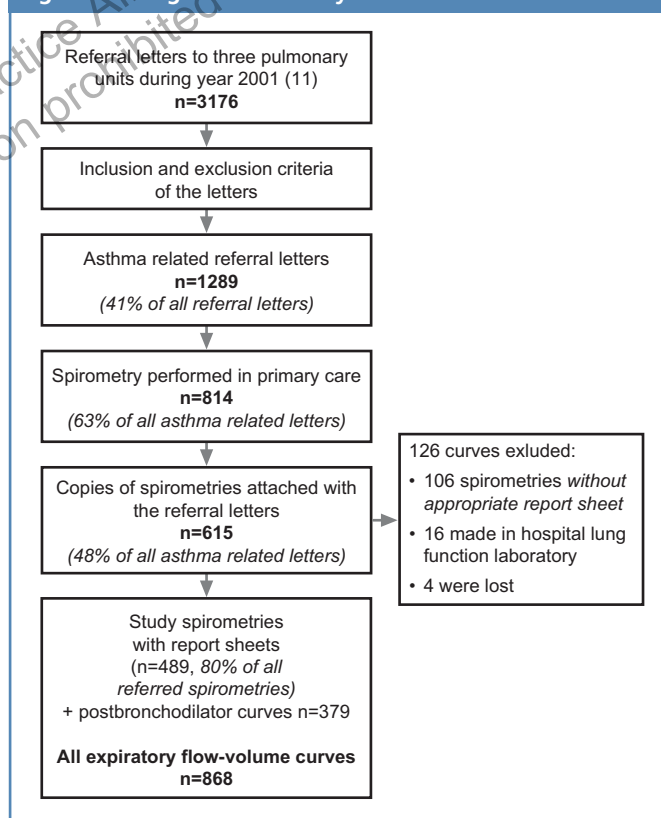 Referral letters to three pulmonary
units during year 2001 (11)
n=3176
Inclusion and exclusion criteria
of the letters
Asthma related referral letters
n=1289
(41% of all referral letters)
Spirometry performed in primary care
n=814
(63% of all asthma related letters)
Copies of spirometries attached with
the referral letters
n=615
(48% of all asthma related letters)
126 curves exluded:
• 106 spirometries without
appropriate report sheet
• 16 made in hospital lung
function laboratory
• 4 were lost
Study spirometries
with report sheets
(n=489, 80% of all
referred spirometries)
+ postbronchodilator curves n=379
All expiratory flow-volume curves
n=868